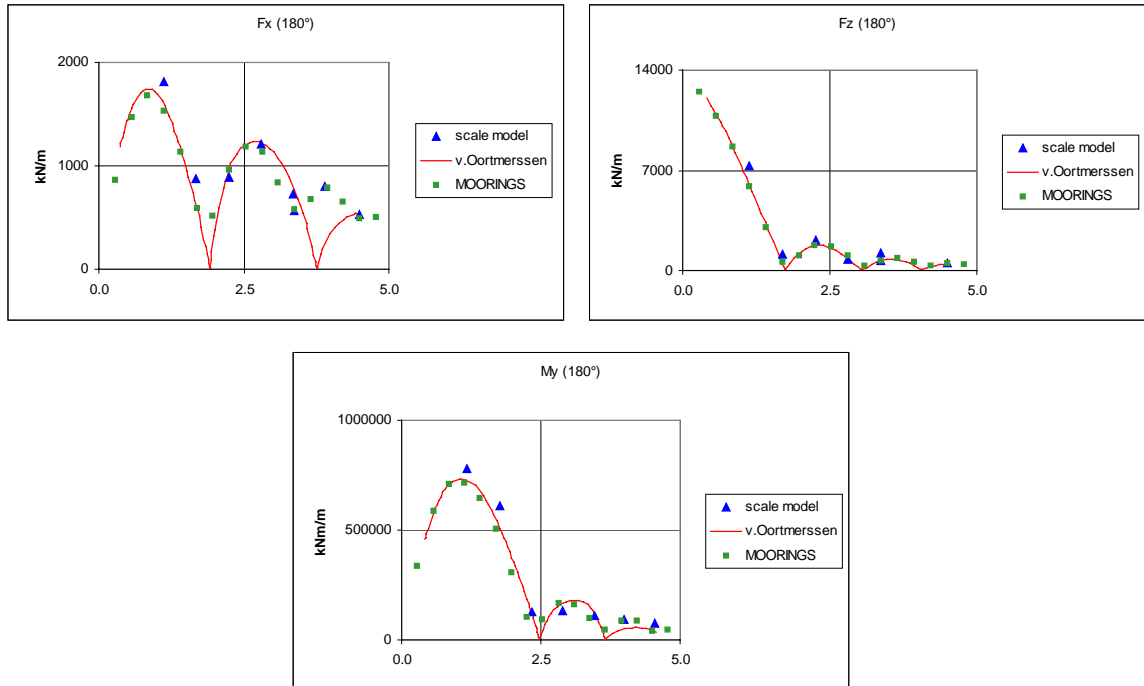 Fx (180°)
2000
1000
0
kN/m
0.0 2.5 5.0
scale model
v.Oortmerssen
MOORINGS
Fz (180°)
14000
7000
0
kN/m
0.0 2.5 5.0
scale model
v.Oortmerssen
MOORINGS
My (180°)
1000000
500000
0
kNm/m
0.0 2.5 5.0
scale model
v.Oortmerssen
MOORINGS